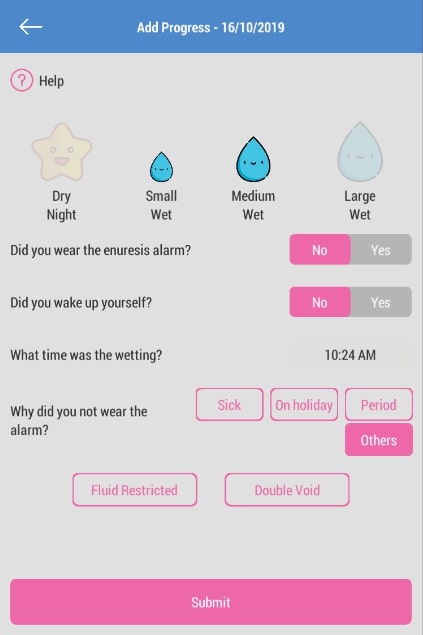 Add Progress - 16/10/2019
? Help
Dry Night
Small Wet
Medium Wet
Large Wet
Did you wear the enuresis alarm? No Yes
Did you wake up yourself? No Yes
What time was the wetting? 10:24 AM
Why did you not wear the alarm?
Sick On holiday Period
Others
Fluid Restricted Double Void
Submit